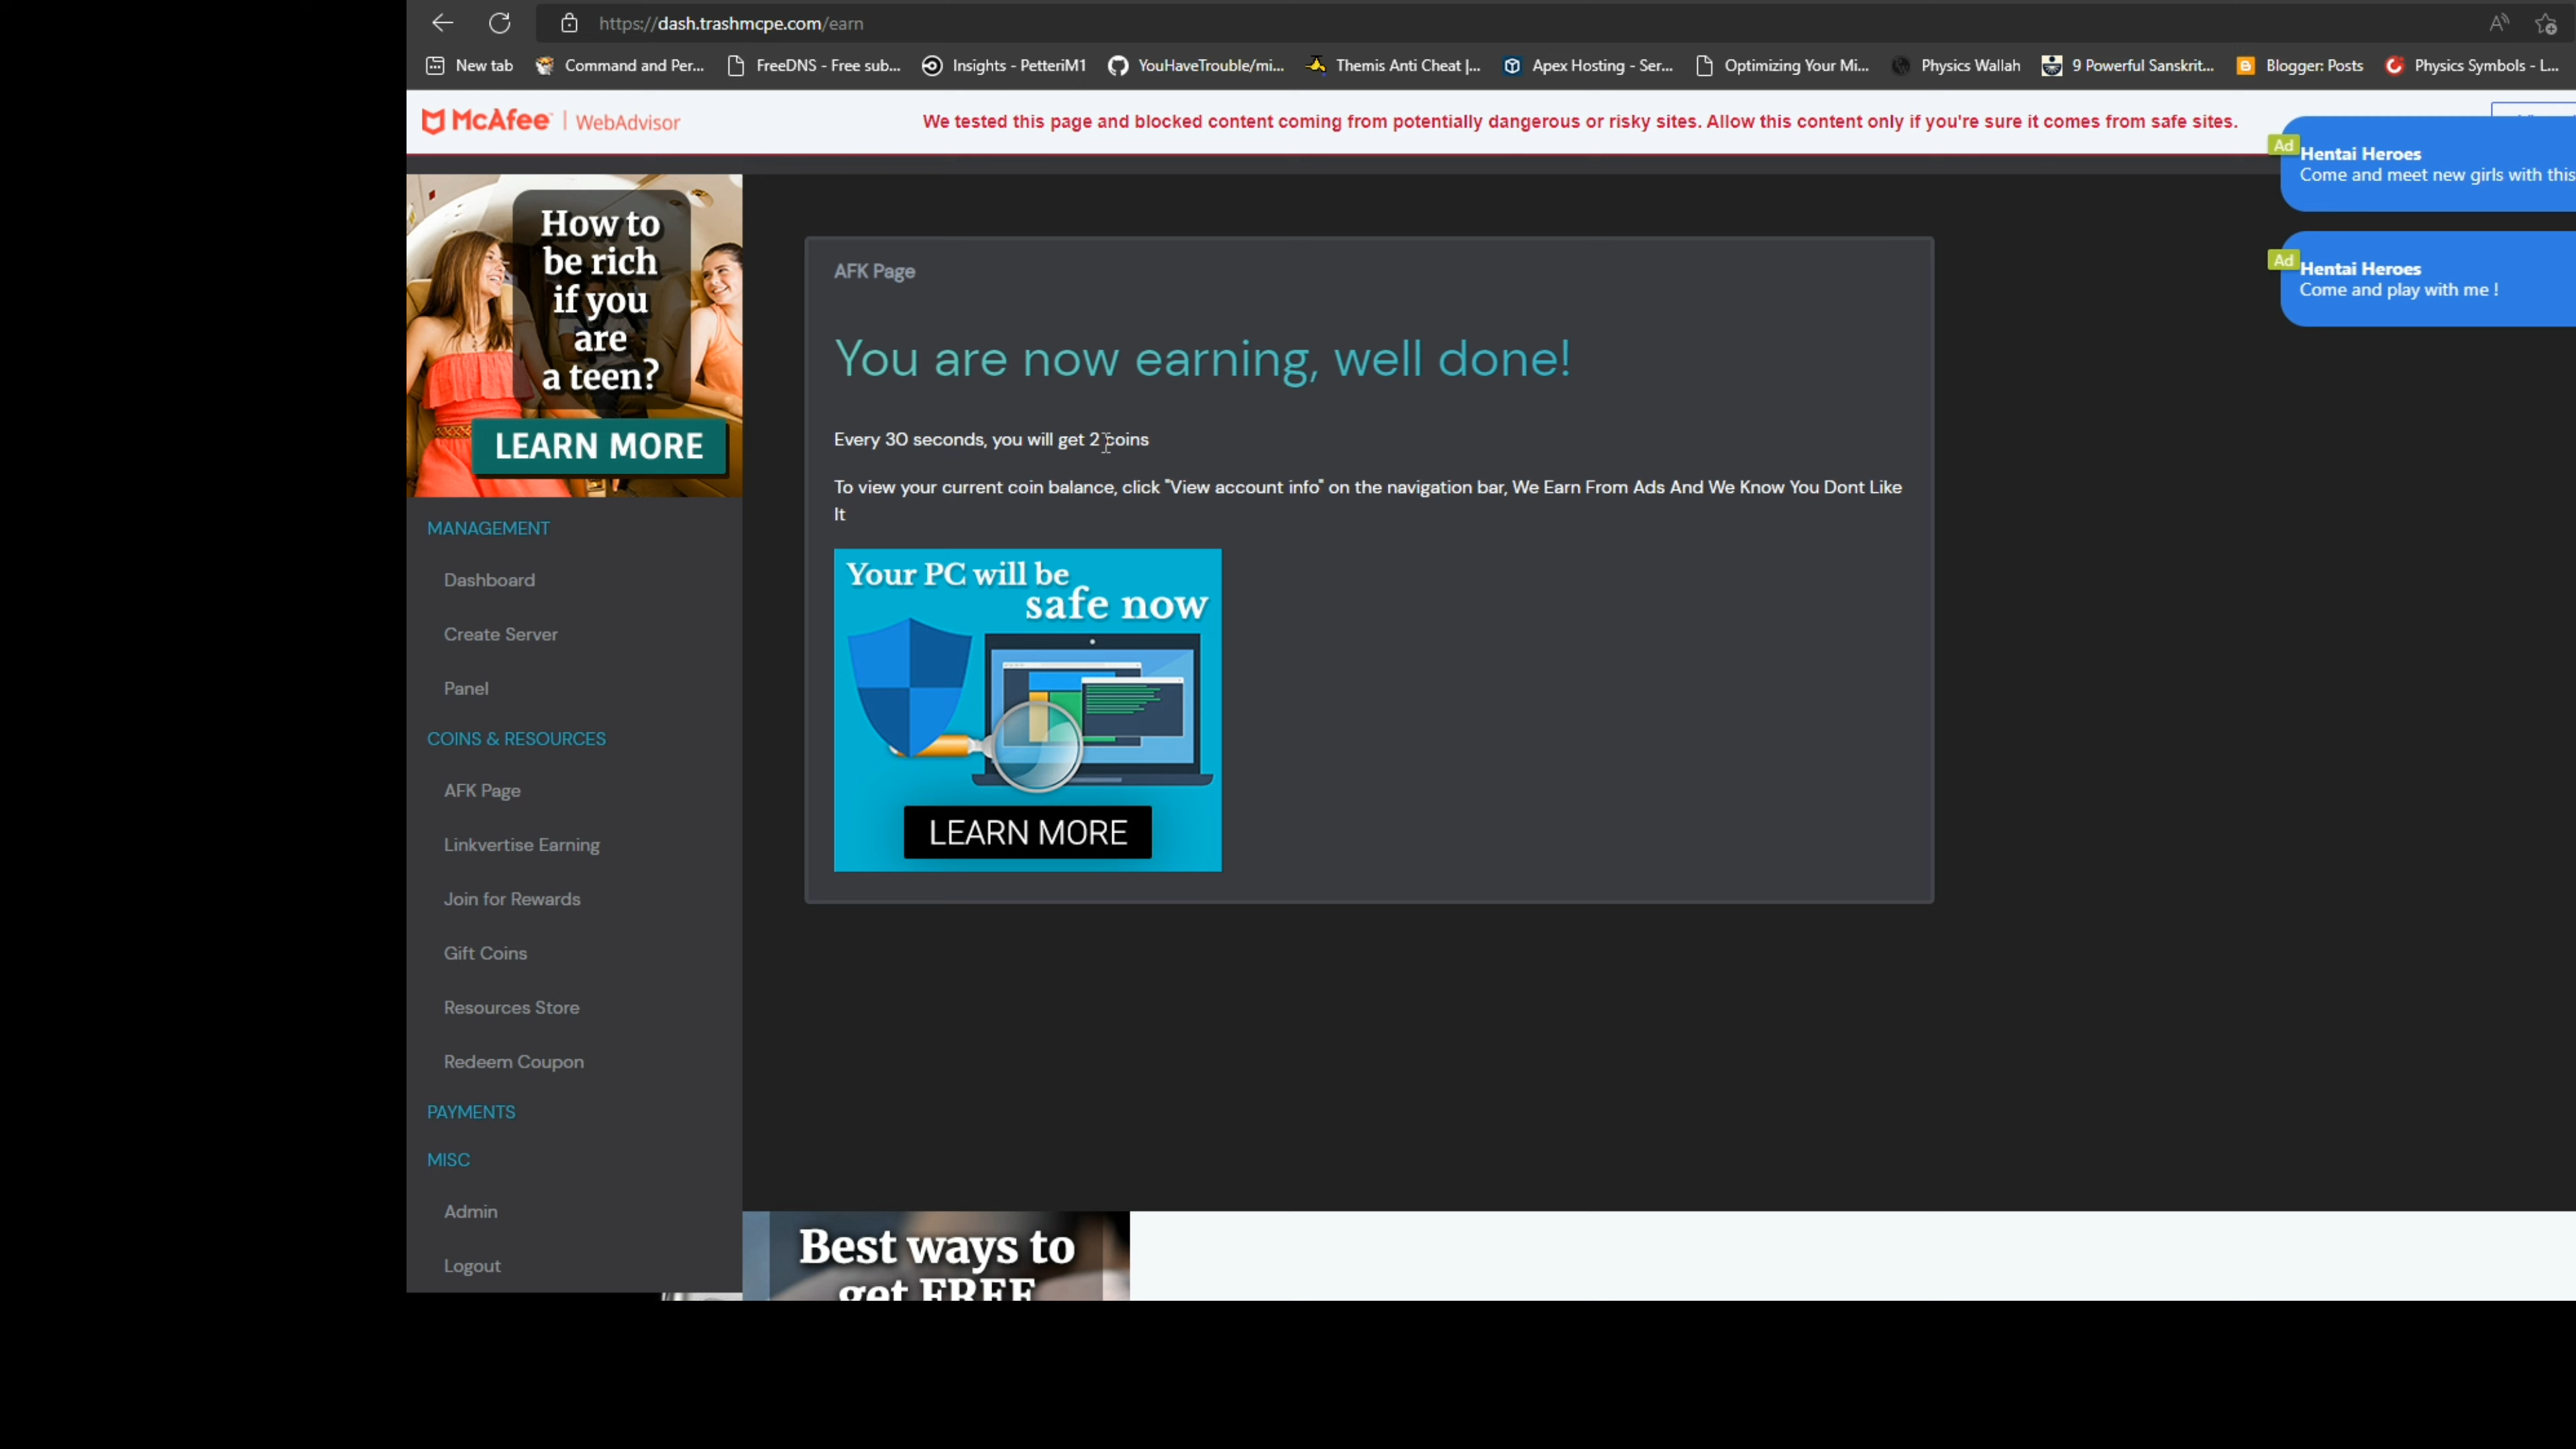 https://dash.trashmcpe.com/earn
New tab
Command and Per...
FreeDNS - Free sub...
Insights - PetteriM1
YouHaveTrouble/mi...
Themis Anti Cheat |...
Apex Hosting - Ser...
Optimizing Your Mi...
Physics Wallah
9 Powerful Sanskrit...
Blogger: Posts
Physics Symbols - L...
McAfee | WebAdvisor
We tested this page and blocked content coming from potentially dangerous or risky sites. Allow this content only if you're sure it comes from safe sites.
Ad
Hentai Heroes
Come and meet new girls with this
Ad
Hentai Heroes
Come and play with me !
How to
be rich
if you
are
a teen?
LEARN MORE
MANAGEMENT
Dashboard
Create Server
Panel
COINS & RESOURCES
AFK Page
Linkvertise Earning
Join for Rewards
Gift Coins
Resources Store
Redeem Coupon
PAYMENTS
MISC
Admin
Logout
AFK Page
You are now earning, well done!
Every 30 seconds, you will get 2 coins
To view your current coin balance, click "View account info" on the navigation bar, We Earn From Ads And We Know You Dont Like
It
Your PC will be
safe now
LEARN MORE
Best ways to
get FREE